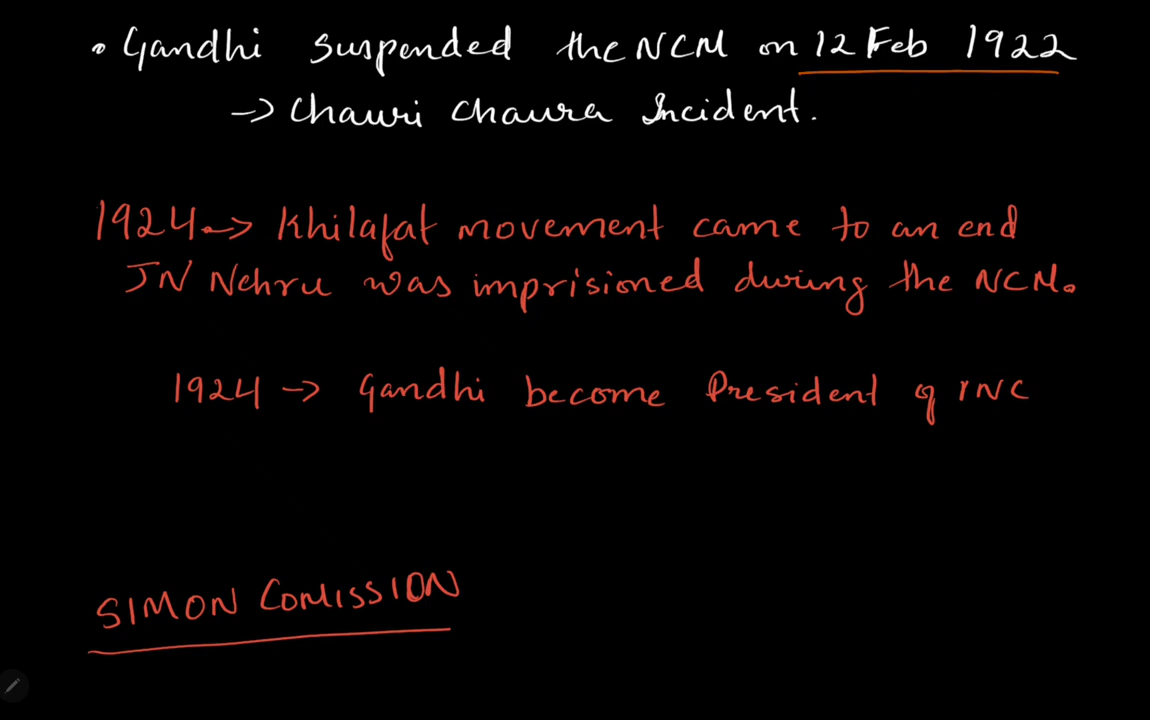 • Gandhi suspended the NCM on 12 Feb 1922
→ Chauri Chaura Incident.
1924 → Khilafat movement came to an end
JN Nehru was imprisioned during the NCM.
1924 → Gandhi become President of INC
SIMON COMISSION